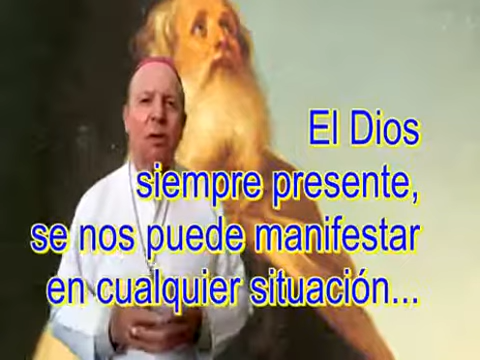 El Dios
siempre presente,
se nos puede manifestar
en cualquier situación...